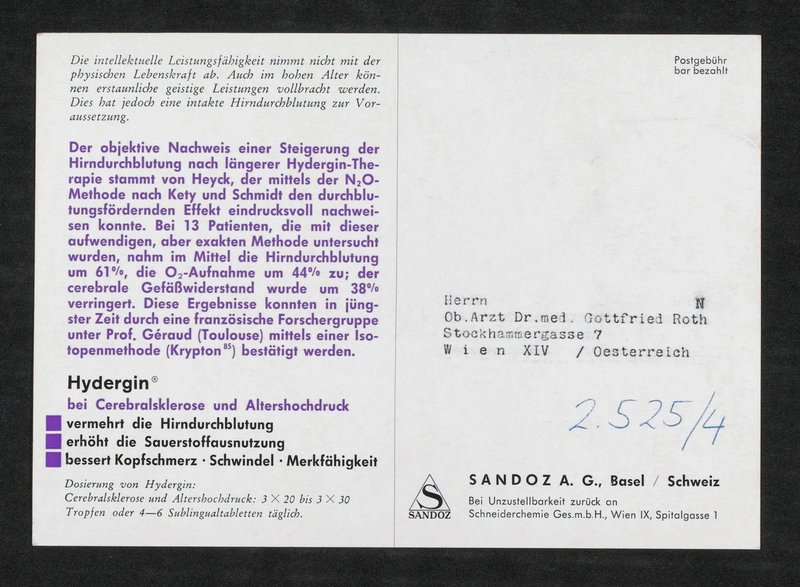 Die intellektuelle Leistungsfähigkeit nimmt nicht mit der
physischen Lebenskraft ab. Auch im hohen Alter kön-
nen erstaunliche geistige Leistungen vollbracht werden.
Dies hat jedoch eine intakte Hirndurchblutung zur Vor-
aussetzung.
Der objektive Nachweis einer Steigerung der
Hirndurchblutung nach längerer Hydergin-The-
rapie stammt von Heyck, der mittels der N₂O-
Methode nach Kety und Schmidt den durchblu-
tungsfördernden Effekt eindrucksvoll nachwei-
sen konnte. Bei 13 Patienten, die mit dieser
aufwendigen, aber exakten Methode untersucht
wurden, nahm im Mittel die Hirndurchblutung
um 61%, die O₂-Aufnahme um 44% zu; der
cerebrale Gefäßwiderstand wurde um 38%
verringert. Diese Ergebnisse konnten in jüng-
ster Zeit durch eine französische Forschergruppe
unter Prof. Géraud (Toulouse) mittels einer Iso-
topenmethode (Krypton⁸⁵) bestätigt werden.
Hydergin®
bei Cerebralsklerose und Altershochdruck
vermehrt die Hirndurchblutung
erhöht die Sauerstoffausnutzung
bessert Kopfschmerz · Schwindel · Merkfähigkeit
Dosierung von Hydergin:
Cerebralsklerose und Altershochdruck: 3 × 20 bis 3 × 30
Tropfen oder 4—6 Sublingualtabletten täglich.
Postgebühr
bar bezahlt
Herrn N
Ob.Arzt Dr.med. Gottfried Roth
Stockhammergasse 7
W i e n XIV / Oesterreich
2.525/4
S
SANDOZ
SANDOZ A. G., Basel / Schweiz
Bei Unzustellbarkeit zurück an
Schneiderchemie Ges.m.b.H., Wien IX, Spitalgasse 1